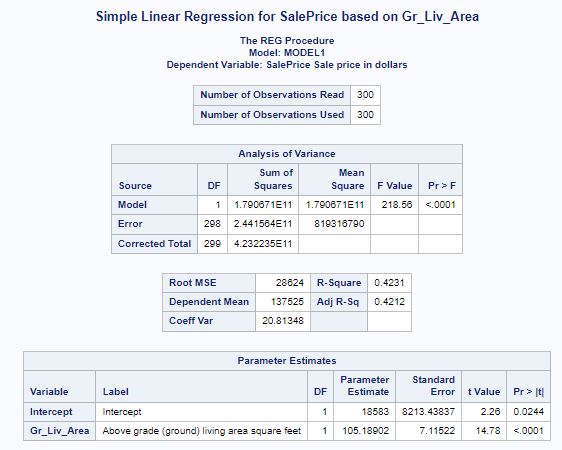 Simple Linear Regression for SalePrice based on Gr_Liv_Area
The REG Procedure
Model: MODEL1
Dependent Variable: SalePrice Sale price in dollars
Number of Observations Read 300
Number of Observations Used 300
Analysis of Variance
Source DF Sum of Squares Mean Square F Value Pr > F
Model 1 1.790671E11 1.790671E11 218.56 <.0001
Error 298 2.441564E11 819316790
Corrected Total 299 4.232235E11
Root MSE 28624 R-Square 0.4231
Dependent Mean 137525 Adj R-Sq 0.4212
Coeff Var 20.81348
Parameter Estimates
Variable Label DF Parameter Estimate Standard Error t Value Pr > |t|
Intercept Intercept 1 18583 8213.43837 2.26 0.0244
Gr_Liv_Area Above grade (ground) living area square feet 1 105.18902 7.11522 14.78 <.0001